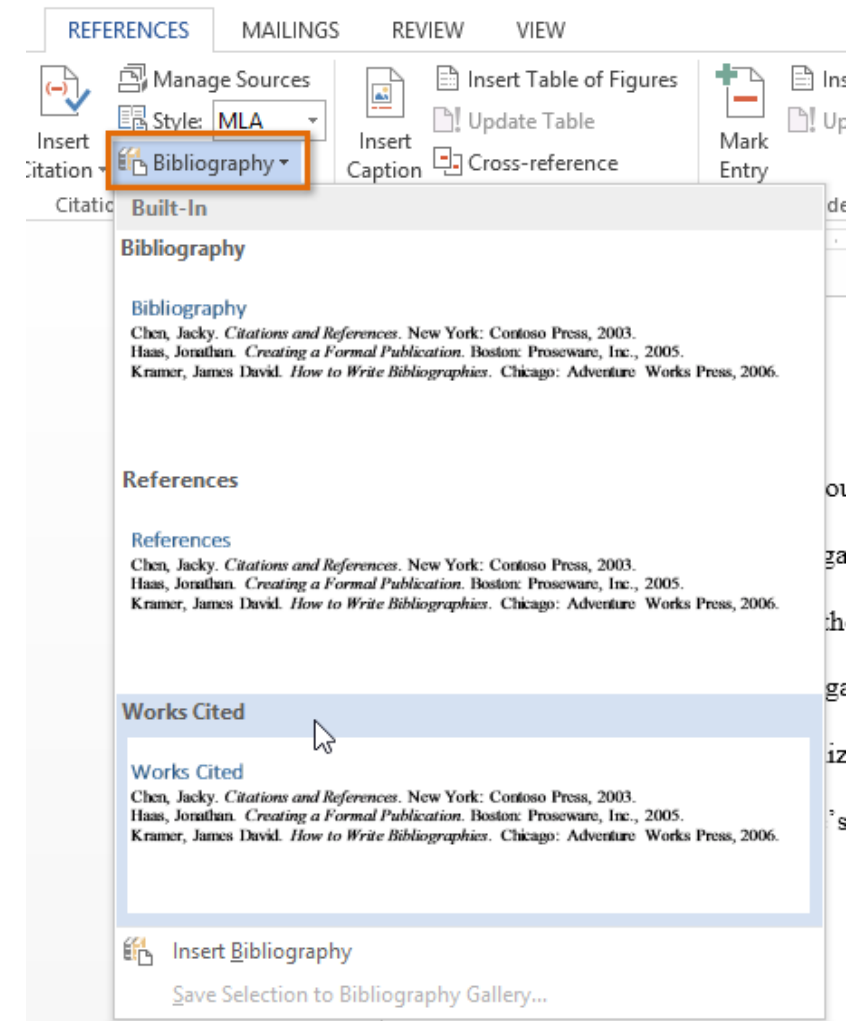 REFERENCES MAILINGS REVIEW VIEW
Manage Sources Insert Table of Figures
Style: MLA Update Table
Insert Insert Mark
Citation Bibliography Caption Cross-reference Entry
Built-In
Bibliography
Bibliography
Chen, Jacky. Citations and References. New York: Contoso Press, 2003.
Haas, Jonathan. Creating a Formal Publication. Boston: Proseware, Inc., 2005.
Kramer, James David. How to Write Bibliographies. Chicago: Adventure Works Press, 2006.
References
References
Chen, Jacky. Citations and References. New York: Contoso Press, 2003.
Haas, Jonathan. Creating a Formal Publication. Boston: Proseware, Inc., 2005.
Kramer, James David. How to Write Bibliographies. Chicago: Adventure Works Press, 2006.
Works Cited
Works Cited
Chen, Jacky. Citations and References. New York: Contoso Press, 2003.
Haas, Jonathan. Creating a Formal Publication. Boston: Proseware, Inc., 2005.
Kramer, James David. How to Write Bibliographies. Chicago: Adventure Works Press, 2006.
Insert Bibliography
Save Selection to Bibliography Gallery...